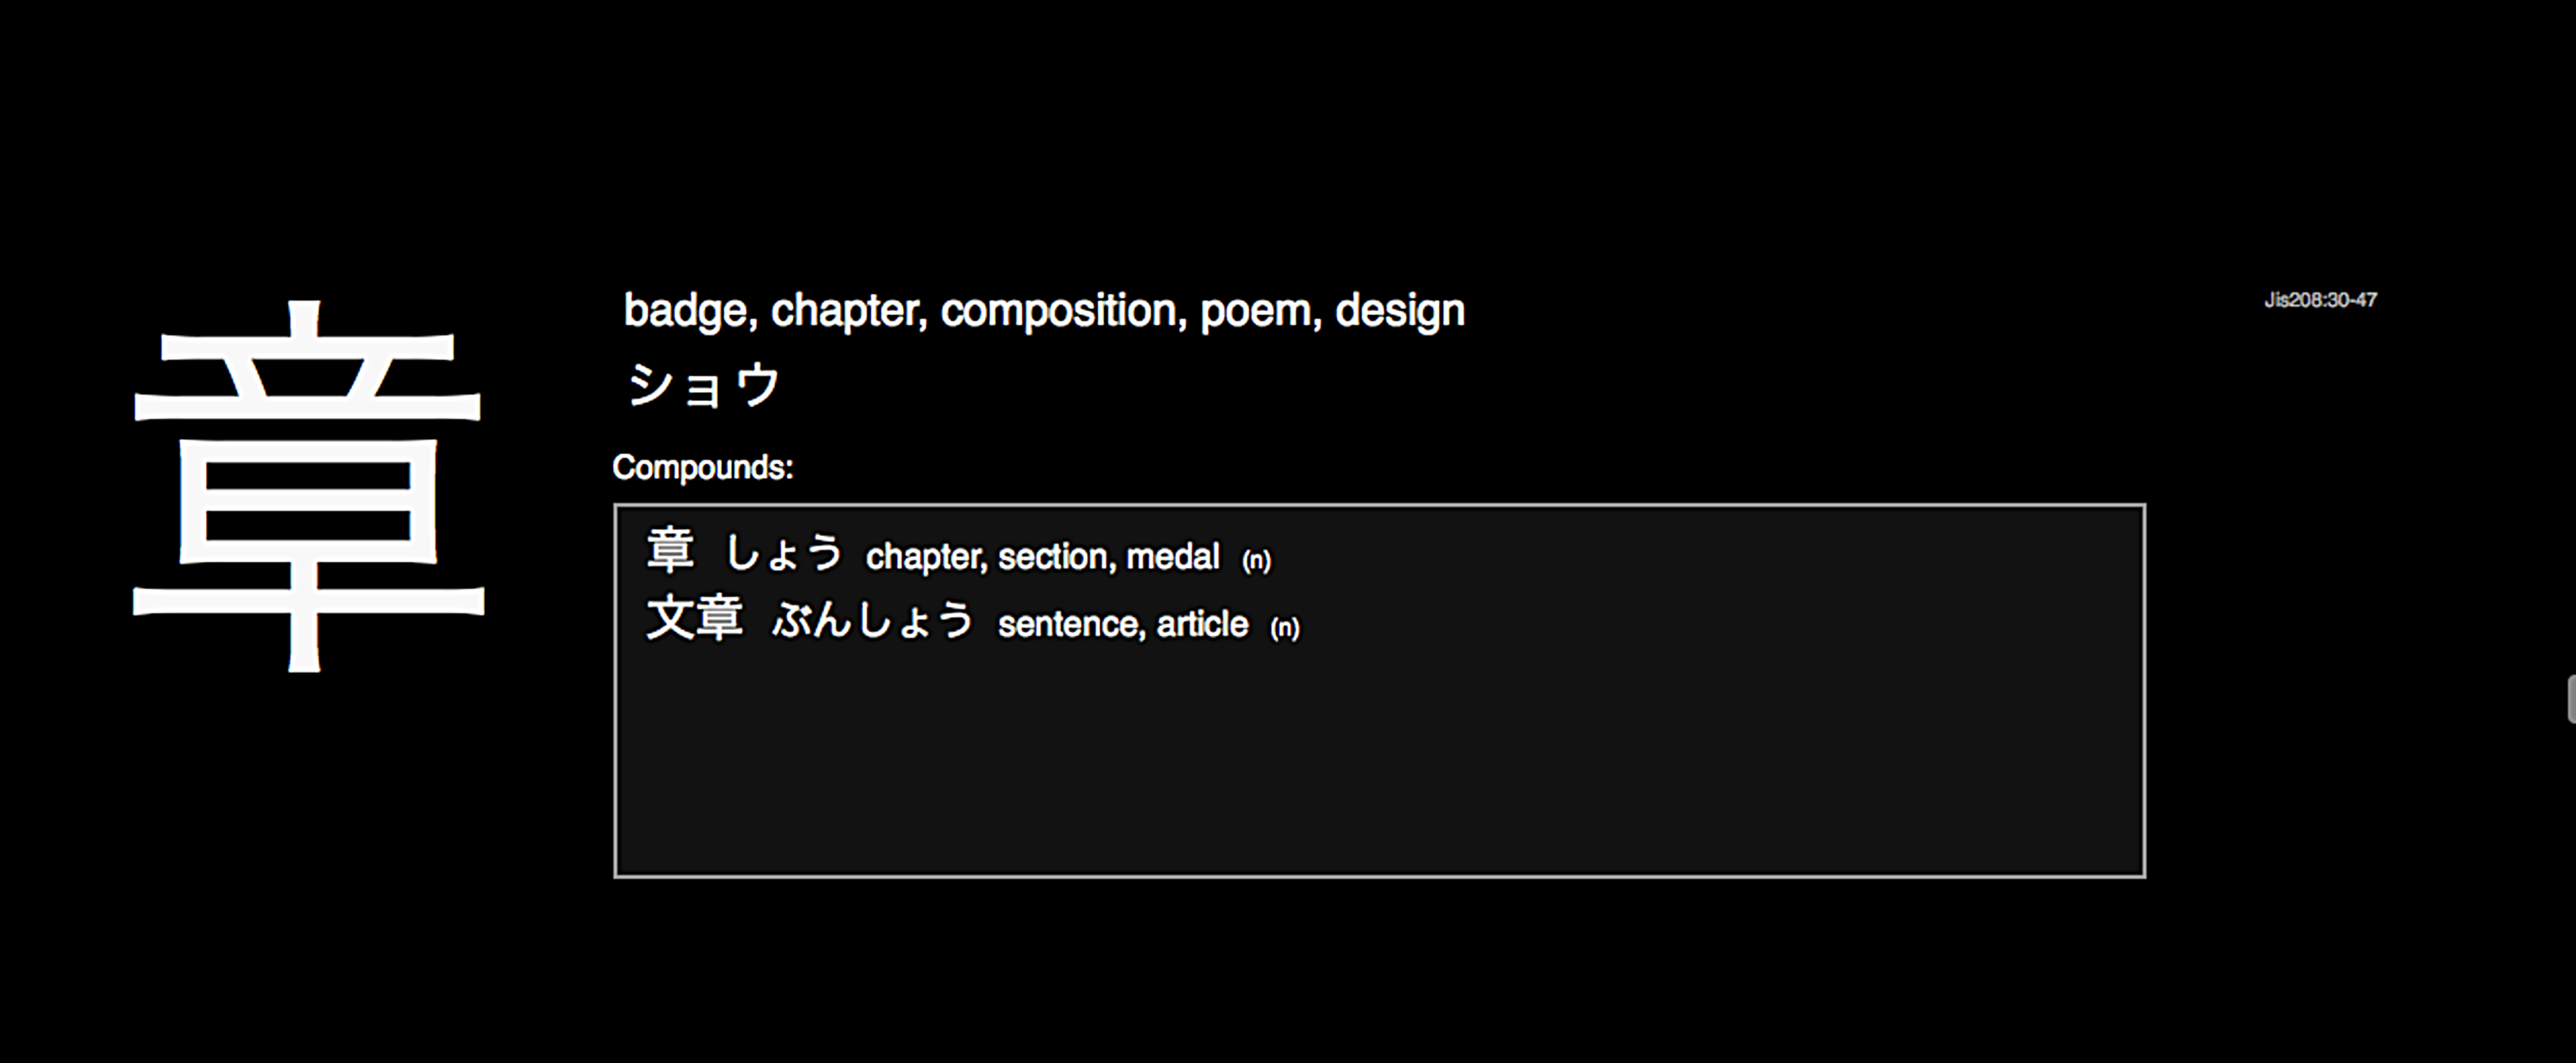 章
badge, chapter, composition, poem, design
Jis208:30-47
ショウ
Compounds:
章 しょう chapter, section, medal (n)
文章 ぶんしょう sentence, article (n)